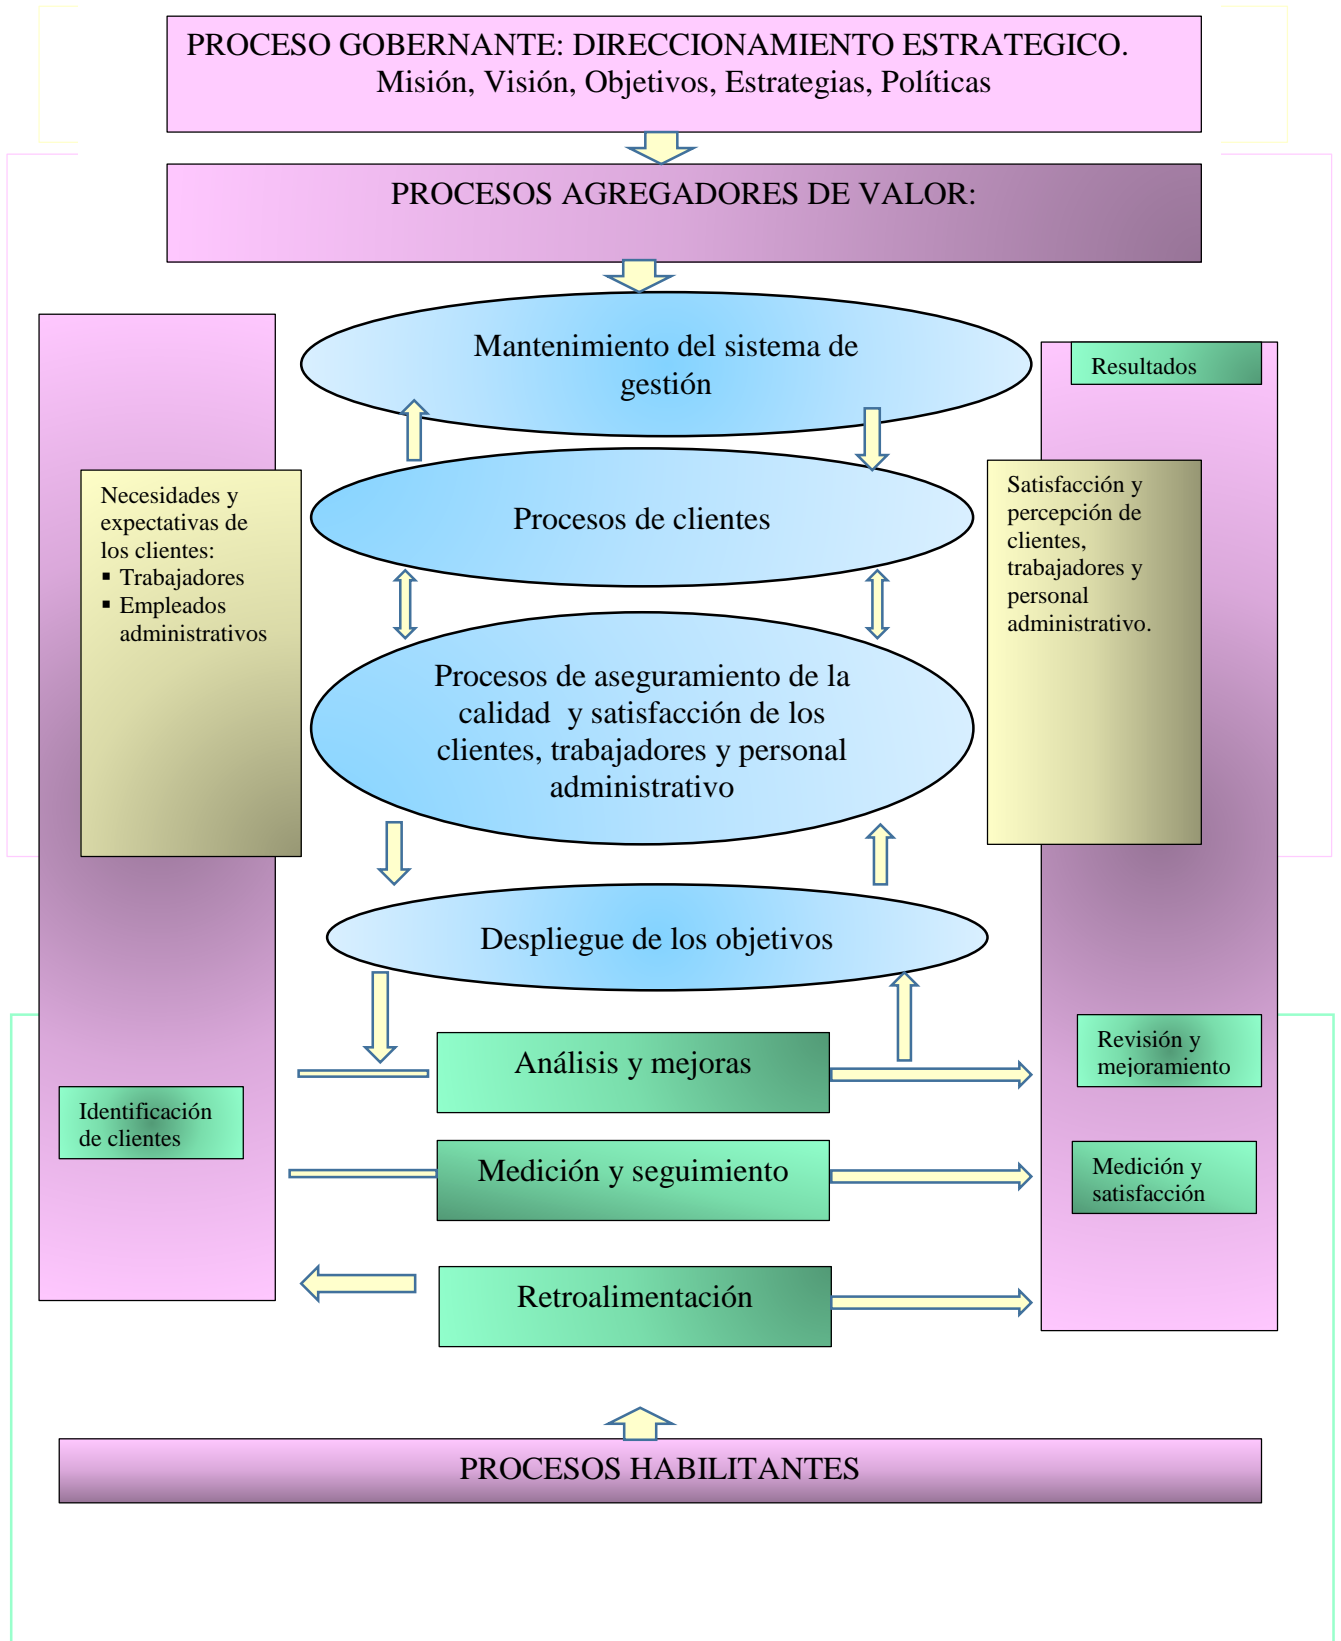 PROCESO GOBERNANTE: DIRECCIONAMIENTO ESTRATEGICO.
Misión, Visión, Objetivos, Estrategias, Políticas
PROCESOS AGREGADORES DE VALOR:
Mantenimiento del sistema de
gestión
Resultados
Necesidades y
expectativas de
los clientes:
▪ Trabajadores
▪ Empleados
administrativos
Procesos de clientes
Satisfacción y
percepción de
clientes,
trabajadores y
personal
administrativo.
Procesos de aseguramiento de la
calidad  y satisfacción de los
clientes, trabajadores y personal
administrativo
Despliegue de los objetivos
Análisis y mejoras
Revisión y
mejoramiento
Identificación
de clientes
Medición y seguimiento
Medición y
satisfacción
Retroalimentación
PROCESOS HABILITANTES